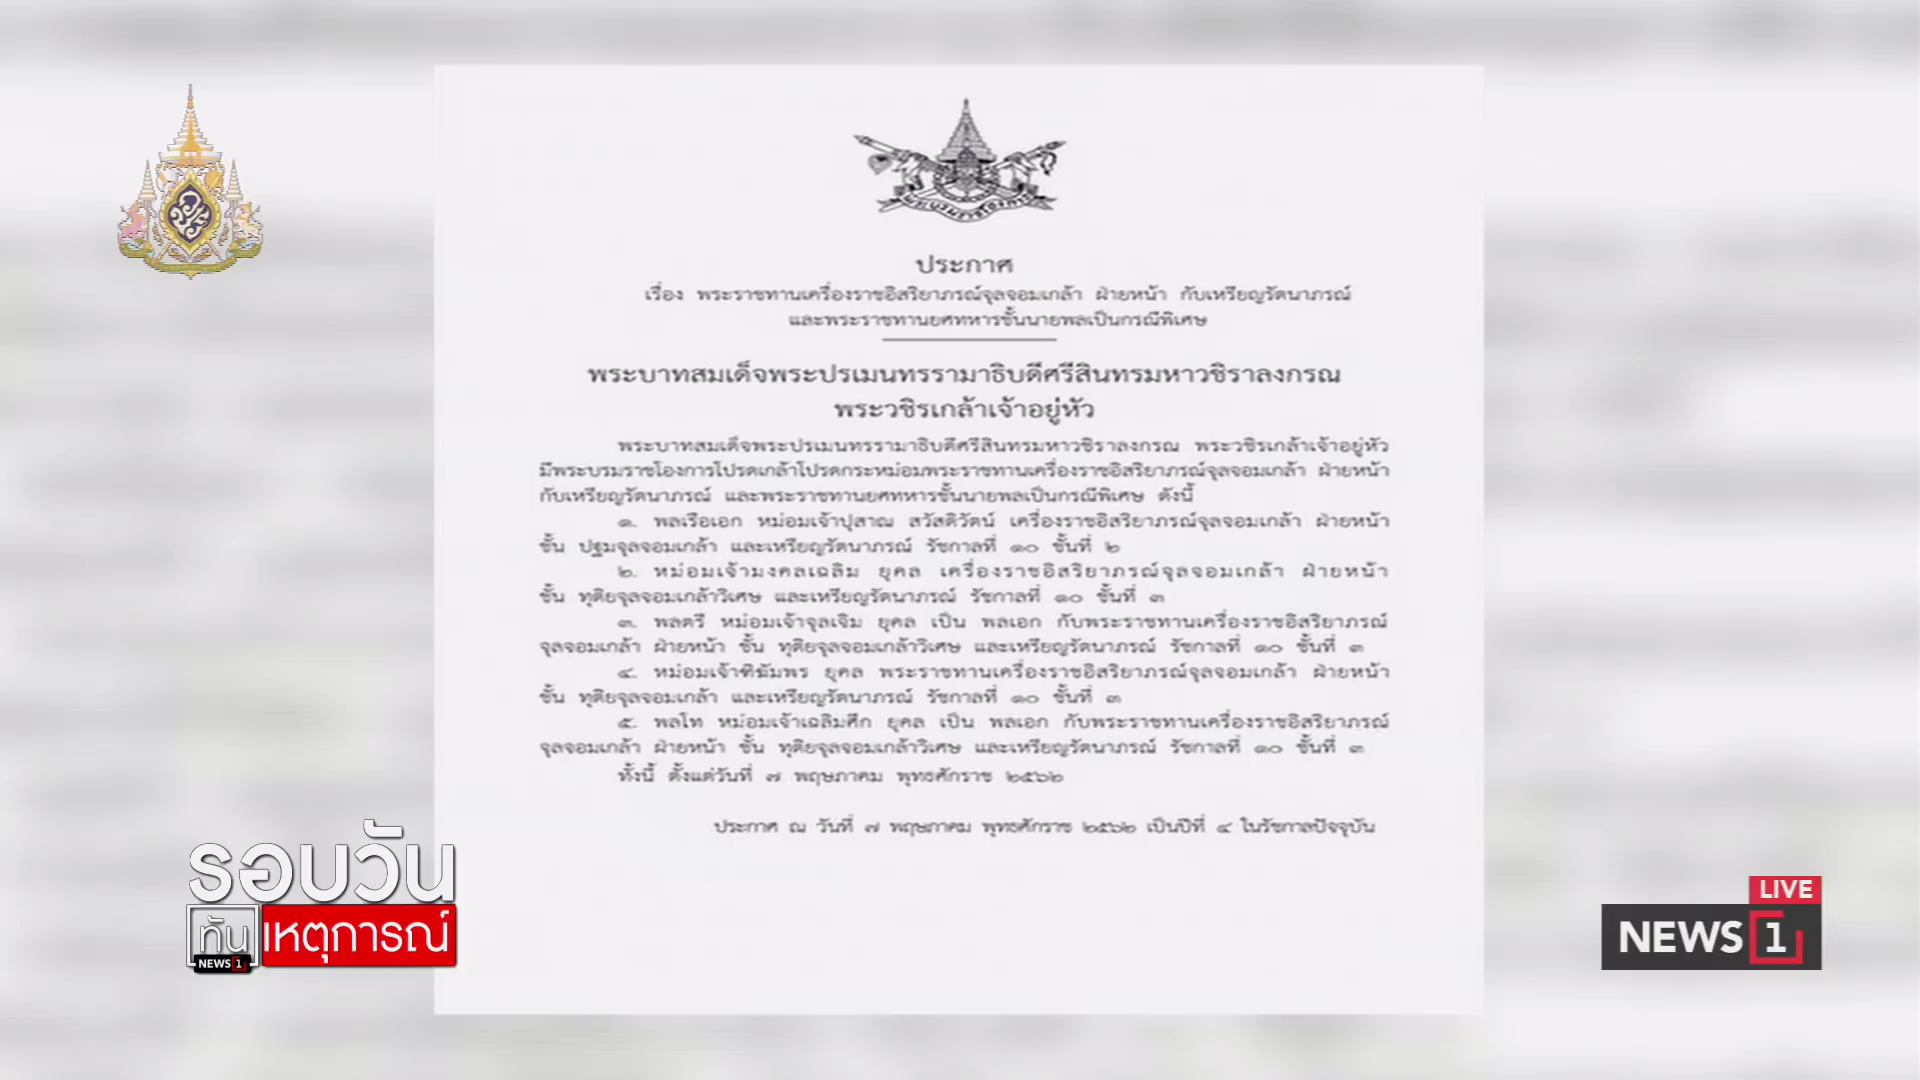 ประกาศ
เรื่อง พระราชทานเครื่องราชอิสริยาภรณ์จุลจอมเกล้า ฝ่ายหน้า กับเหรียญรัตนาภรณ์
และพระราชทานยศทหารชั้นนายพลเป็นกรณีพิเศษ
พระบาทสมเด็จพระปรเมนทรรามาธิบดีศรีสินทรมหาวชิราลงกรณ
พระวชิรเกล้าเจ้าอยู่หัว
พระบาทสมเด็จพระปรเมนทรรามาธิบดีศรีสินทรมหาวชิราลงกรณ พระวชิรเกล้าเจ้าอยู่หัว
มีพระบรมราชโองการโปรดเกล้าโปรดกระหม่อมพระราชทานเครื่องราชอิสริยาภรณ์จุลจอมเกล้า ฝ่ายหน้า
กับเหรียญรัตนาภรณ์ และพระราชทานยศทหารชั้นนายพลเป็นกรณีพิเศษ ดังนี้
๑. พลเรือเอก หม่อมเจ้าปุสาณ สวัสดิวัตน์ เครื่องราชอิสริยาภรณ์จุลจอมเกล้า ฝ่ายหน้า
ชั้น ปฐมจุลจอมเกล้า และเหรียญรัตนาภรณ์ รัชกาลที่ ๑๐ ชั้นที่ ๒
๒. หม่อมเจ้ามงคลเฉลิม ยุคล เครื่องราชอิสริยาภรณ์จุลจอมเกล้า ฝ่ายหน้า
ชั้น ทุติยจุลจอมเกล้าวิเศษ และเหรียญรัตนาภรณ์ รัชกาลที่ ๑๐ ชั้นที่ ๓
๓. พลตรี หม่อมเจ้าจุลเจิม ยุคล เป็น พลเอก กับพระราชทานเครื่องราชอิสริยาภรณ์
จุลจอมเกล้า ฝ่ายหน้า ชั้น ทุติยจุลจอมเกล้าวิเศษ และเหรียญรัตนาภรณ์ รัชกาลที่ ๑๐ ชั้นที่ ๓
๔. หม่อมเจ้าฑิฆัมพร ยุคล พระราชทานเครื่องราชอิสริยาภรณ์จุลจอมเกล้า ฝ่ายหน้า
ชั้น ทุติยจุลจอมเกล้า และเหรียญรัตนาภรณ์ รัชกาลที่ ๑๐ ชั้นที่ ๓
๕. พลโท หม่อมเจ้าเฉลิมศึก ยุคล เป็น พลเอก กับพระราชทานเครื่องราชอิสริยาภรณ์
จุลจอมเกล้า ฝ่ายหน้า ชั้น ทุติยจุลจอมเกล้าวิเศษ และเหรียญรัตนาภรณ์ รัชกาลที่ ๑๐ ชั้นที่ ๓
ทั้งนี้ ตั้งแต่วันที่ ๗ พฤษภาคม พุทธศักราช ๒๕๖๒
ประกาศ ณ วันที่ ๗ พฤษภาคม พุทธศักราช ๒๕๖๒ เป็นปีที่ ๔ ในรัชกาลปัจจุบัน
รอบวัน
ทันเหตุการณ์
NEWS 1
LIVE
NEWS 1